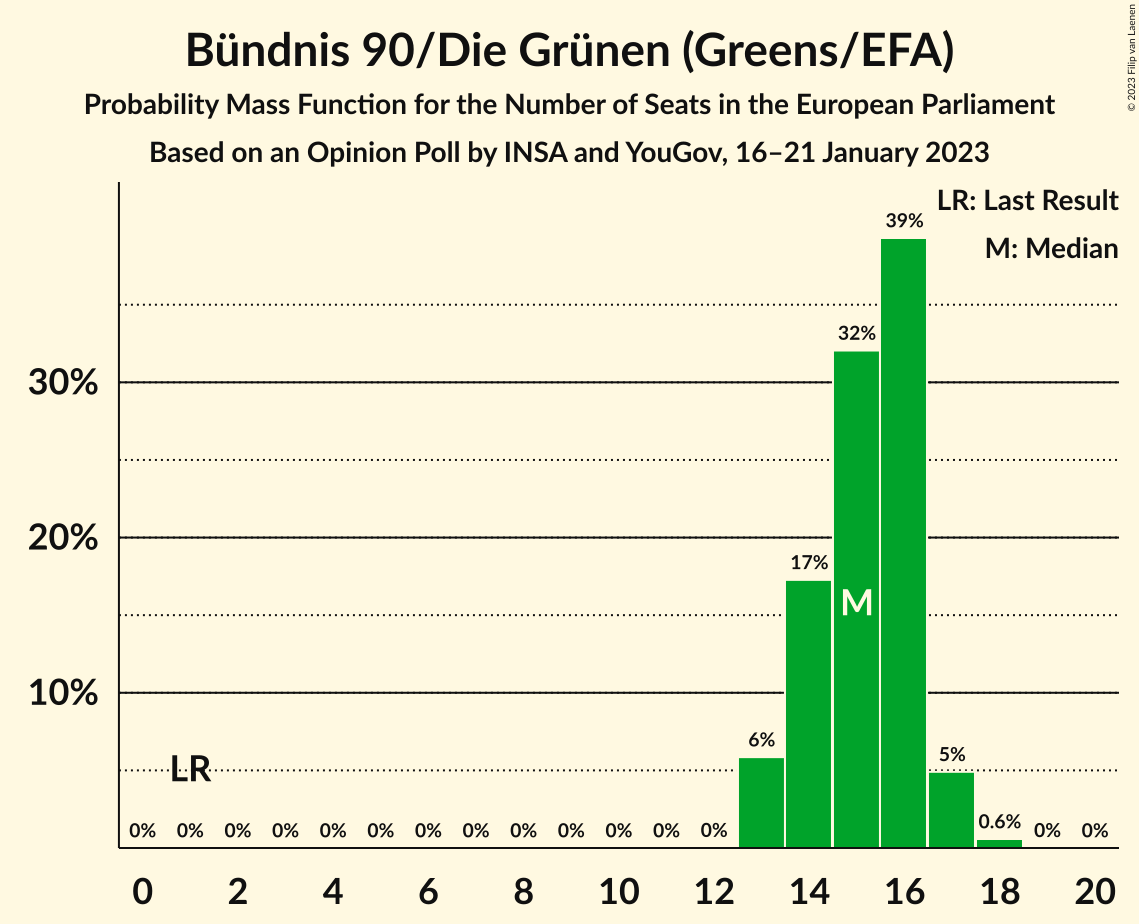 Bündnis 90/Die Grünen (Greens/EFA)
Probability Mass Function for the Number of Seats in the European Parliament
Based on an Opinion Poll by INSA and YouGov, 16–21 January 2023
© 2023 Filip van Laenen
LR: Last Result
M: Median
39%
32%
30%
20%
17%
M
10%
6%
5%
LR
0% 0% 0% 0% 0% 0% 0% 0% 0% 0% 0% 0% 0% 0.6% 0% 0%
0 2 4 6 8 10 12 14 16 18 20